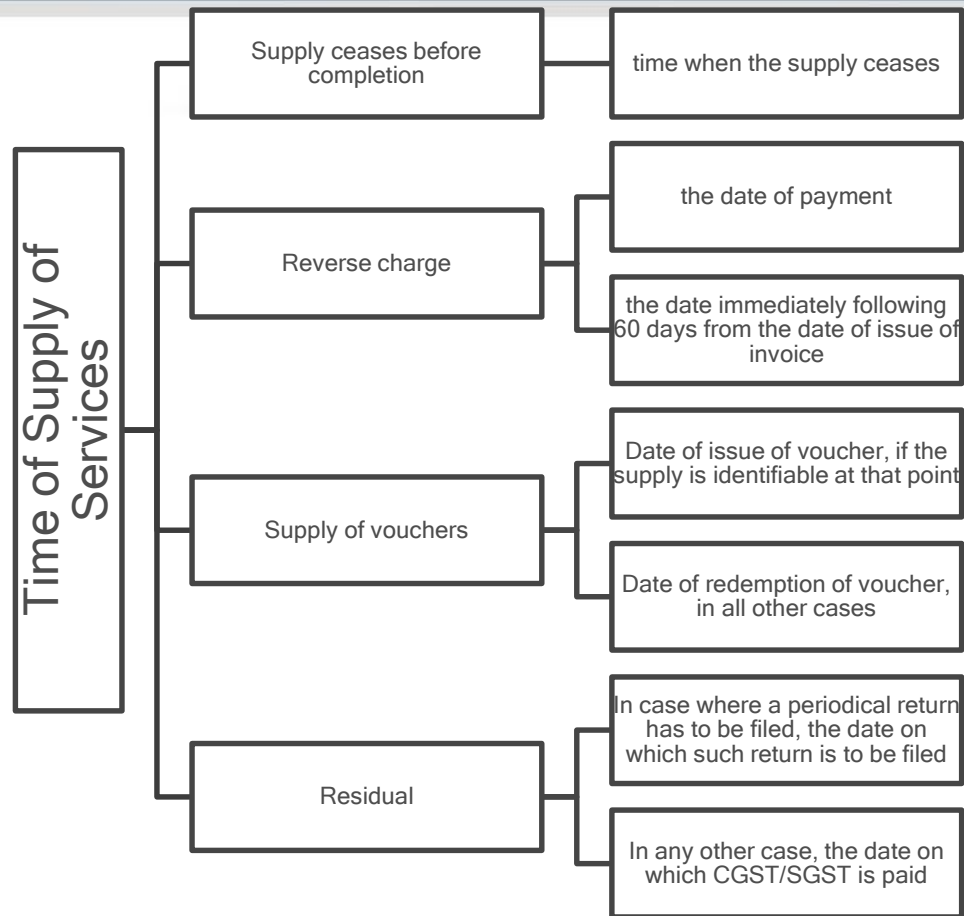 Time of Supply of
Services
Supply ceases before
completion
time when the supply ceases
Reverse charge
the date of payment
the date immediately following
60 days from the date of issue of
invoice
Supply of vouchers
Date of issue of voucher, if the
supply is identifiable at that point
Date of redemption of voucher,
in all other cases
Residual
In case where a periodical return
has to be filed, the date on
which such return is to be filed
In any other case, the date on
which CGST/SGST is paid